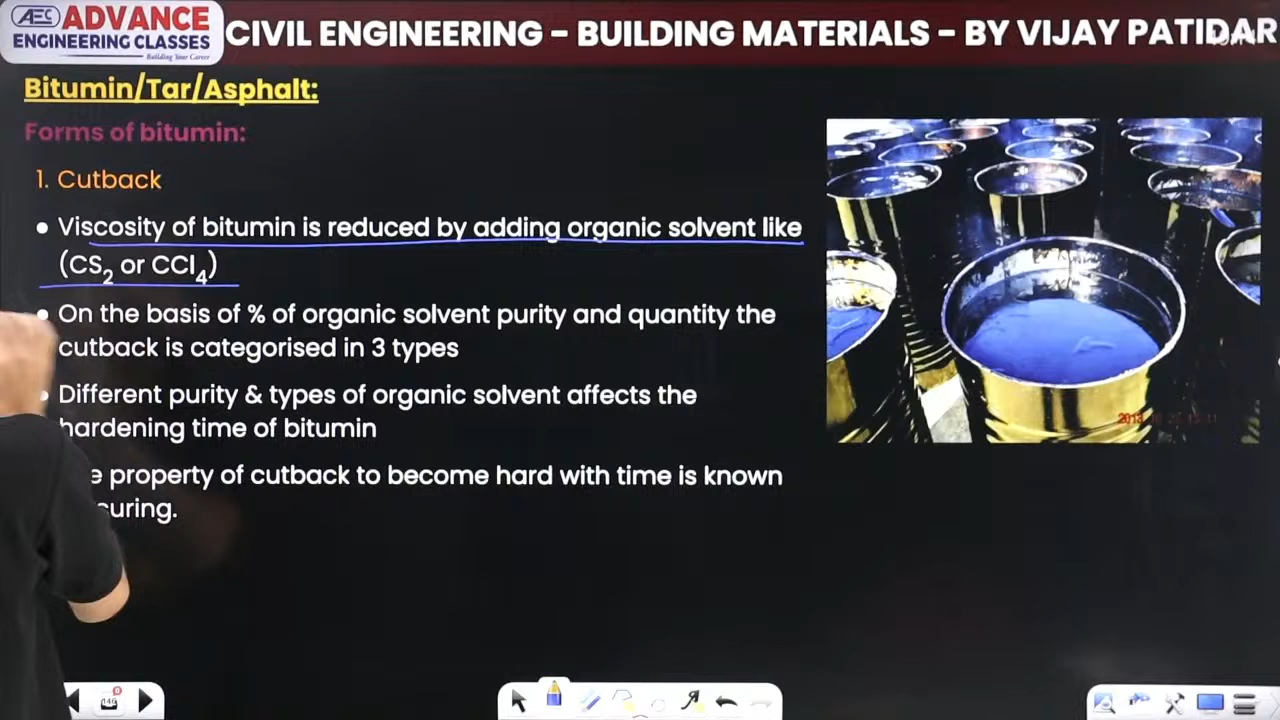 AEC ADVANCE
ENGINEERING CLASSES
Building Your Career
CIVIL ENGINEERING - BUILDING MATERIALS - BY VIJAY PATIDAR
Bitumin/Tar/Asphalt:
Forms of bitumin:
1. Cutback
• Viscosity of bitumin is reduced by adding organic solvent like
(CS₂ or CCl₄)
• On the basis of % of organic solvent purity and quantity the
cutback is categorised in 3 types
• Different purity & types of organic solvent affects the
hardening time of bitumin
e property of cutback to become hard with time is known
curing.
146
0